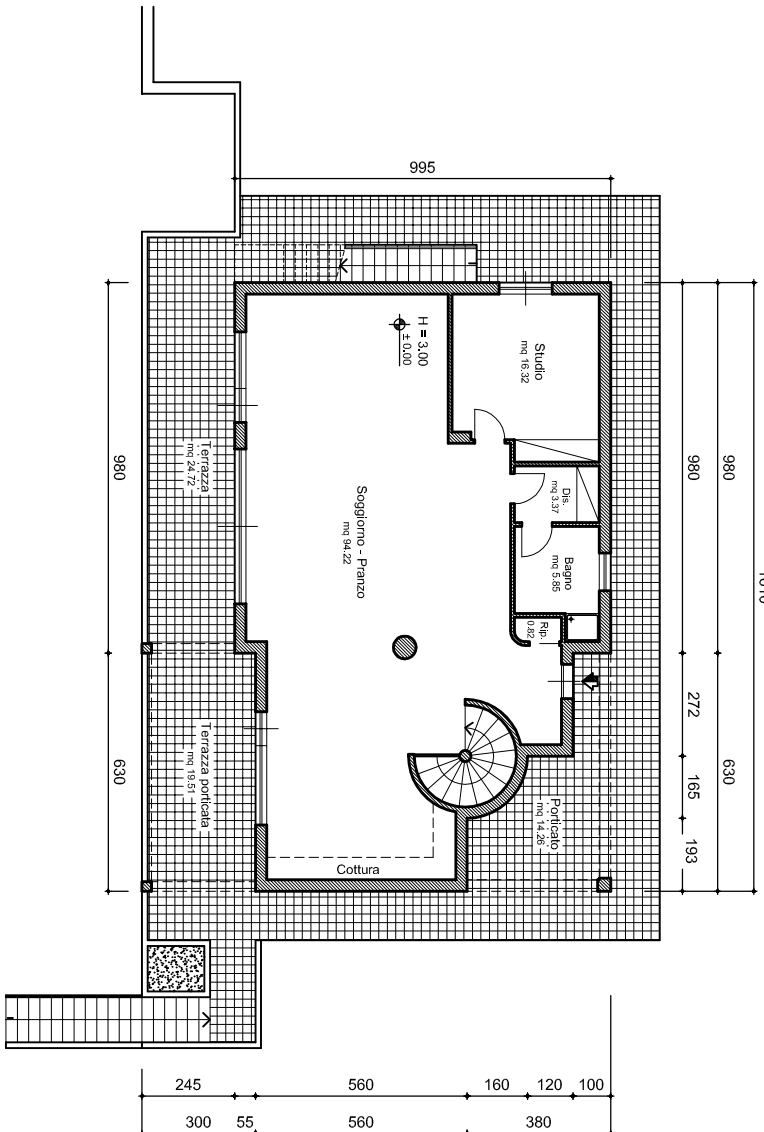 995
H = 3.00
± 0.00
Studio
mq 16.32
980
980
980
Terrazza
mq 24.72
Dis.
mq 3.37
Soggiorno - Pranzo
mq 94.22
Bagno
mq 5.85
Rip.
0.82
272
630
630
Terrazza porticata
mq 19.51
165
Porticato
mq 14.26
193
Cottura
245
560
160
120
100
300
55
560
380